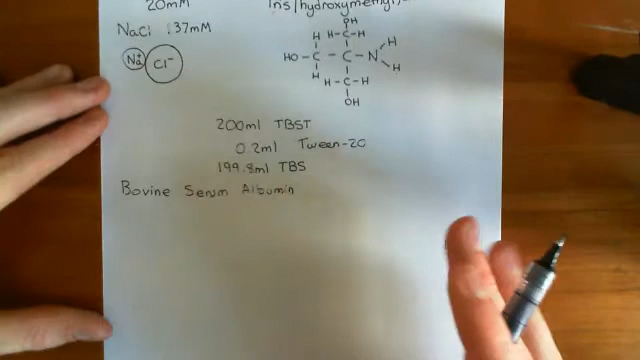 20mM
Tris(hydroxymethyl)
NaCl 137mM
OH
H H-C-H H
HO-C-C-N
H H-C-H H
OH
Na+ Cl-
200ml TBST
0.2ml Tween-20
199.8ml TBS
Bovine Serum Albumin